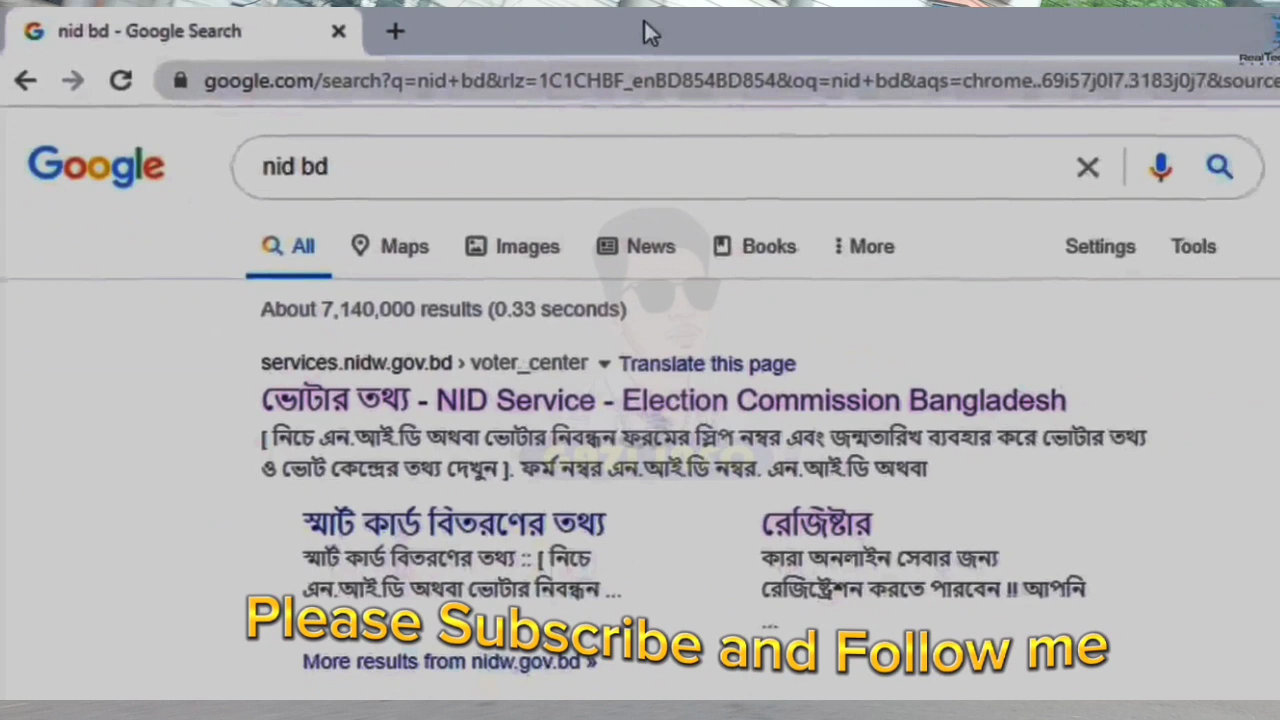 nid bd - Google Search
google.com/search?q=nid+bd&rlz=1C1CHBF_enBD854BD854&oq=nid+bd&aqs=chrome..69i57j0l7.3183j0j7&source
Google
nid bd
All Maps Images News Books More Settings Tools
About 7,140,000 results (0.33 seconds)
services.nidw.gov.bd › voter_center Translate this page
ভোটার তথ্য - NID Service - Election Commission Bangladesh
[ নিচে এন.আই.ডি অথবা ভোটার নিবন্ধন ফরমের স্লিপ নম্বর এবং জন্মতারিখ ব্যবহার করে ভোটার তথ্য
ও ভোট কেন্দ্রের তথ্য দেখুন ]. ফর্ম নম্বর এন.আই.ডি নম্বর. এন.আই.ডি অথবা
স্মার্ট কার্ড বিতরণের তথ্য
স্মার্ট কার্ড বিতরণের তথ্য :: [ নিচে
এন.আই.ডি অথবা ভোটার নিবন্ধন ...
রেজিষ্টার
কারা অনলাইন সেবার জন্য
রেজিষ্ট্রেশন করতে পারবেন !! আপনি
...
Please Subscribe and Follow me
More results from nidw.gov.bd »